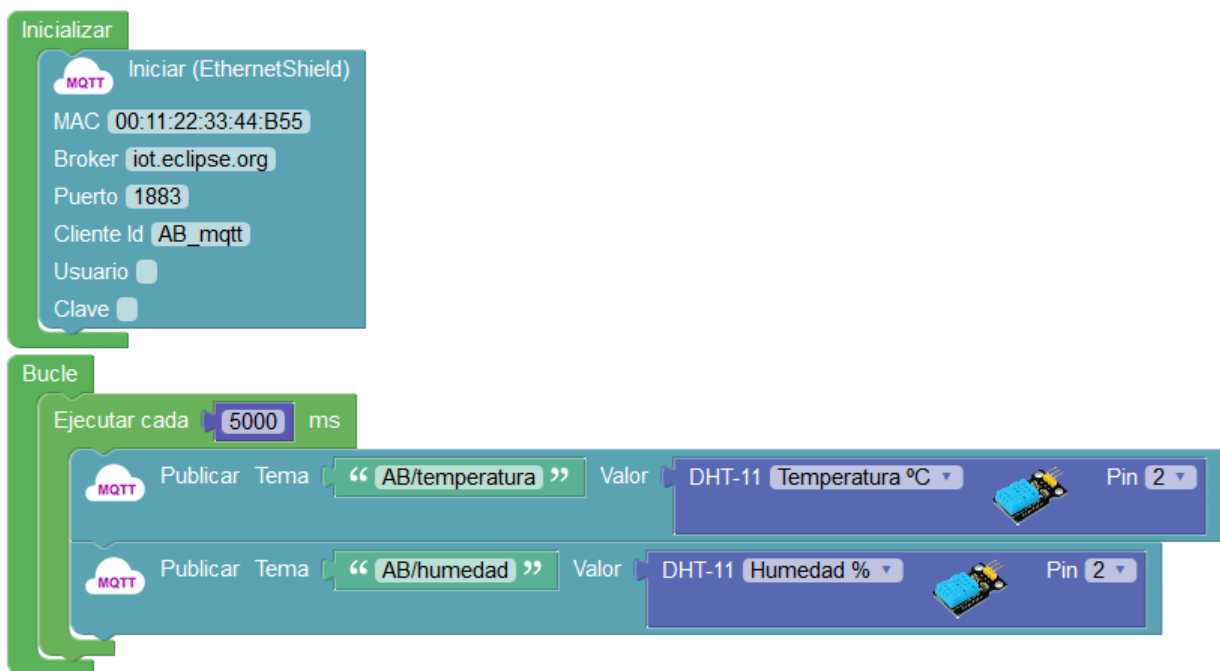 Inicializar
MQTT Iniciar (EthernetShield)
MAC 00:11:22:33:44:B55
Broker iot.eclipse.org
Puerto 1883
Cliente Id AB_mqtt
Usuario
Clave
Bucle
Ejecutar cada 5000 ms
MQTT Publicar Tema “ AB/temperatura ” Valor DHT-11 Temperatura ºC Pin 2
MQTT Publicar Tema “ AB/humedad ” Valor DHT-11 Humedad % Pin 2